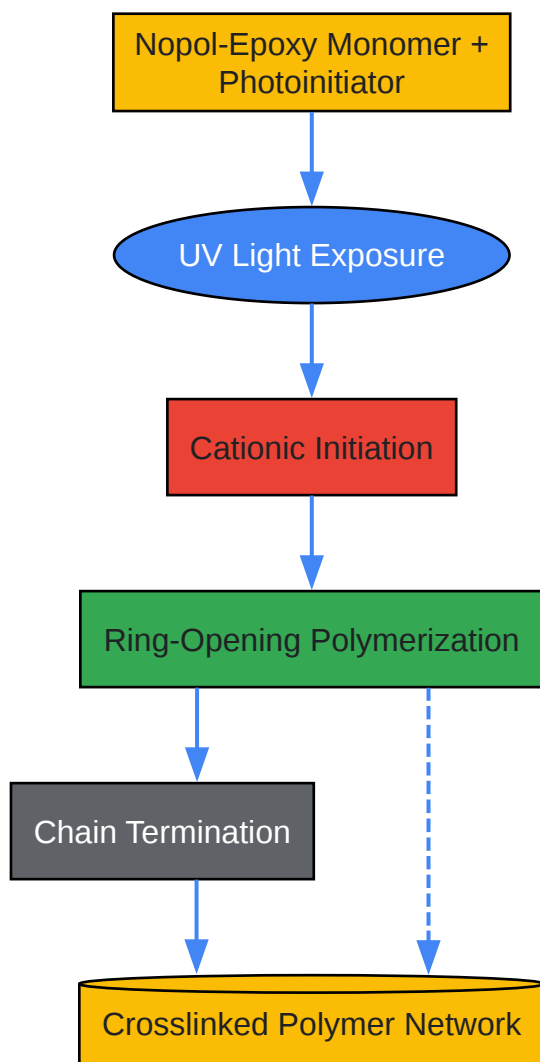 Nopol-Epoxy Monomer +
Photoinitiator
UV Light Exposure
Cationic Initiation
Ring-Opening Polymerization
Chain Termination
Crosslinked Polymer Network